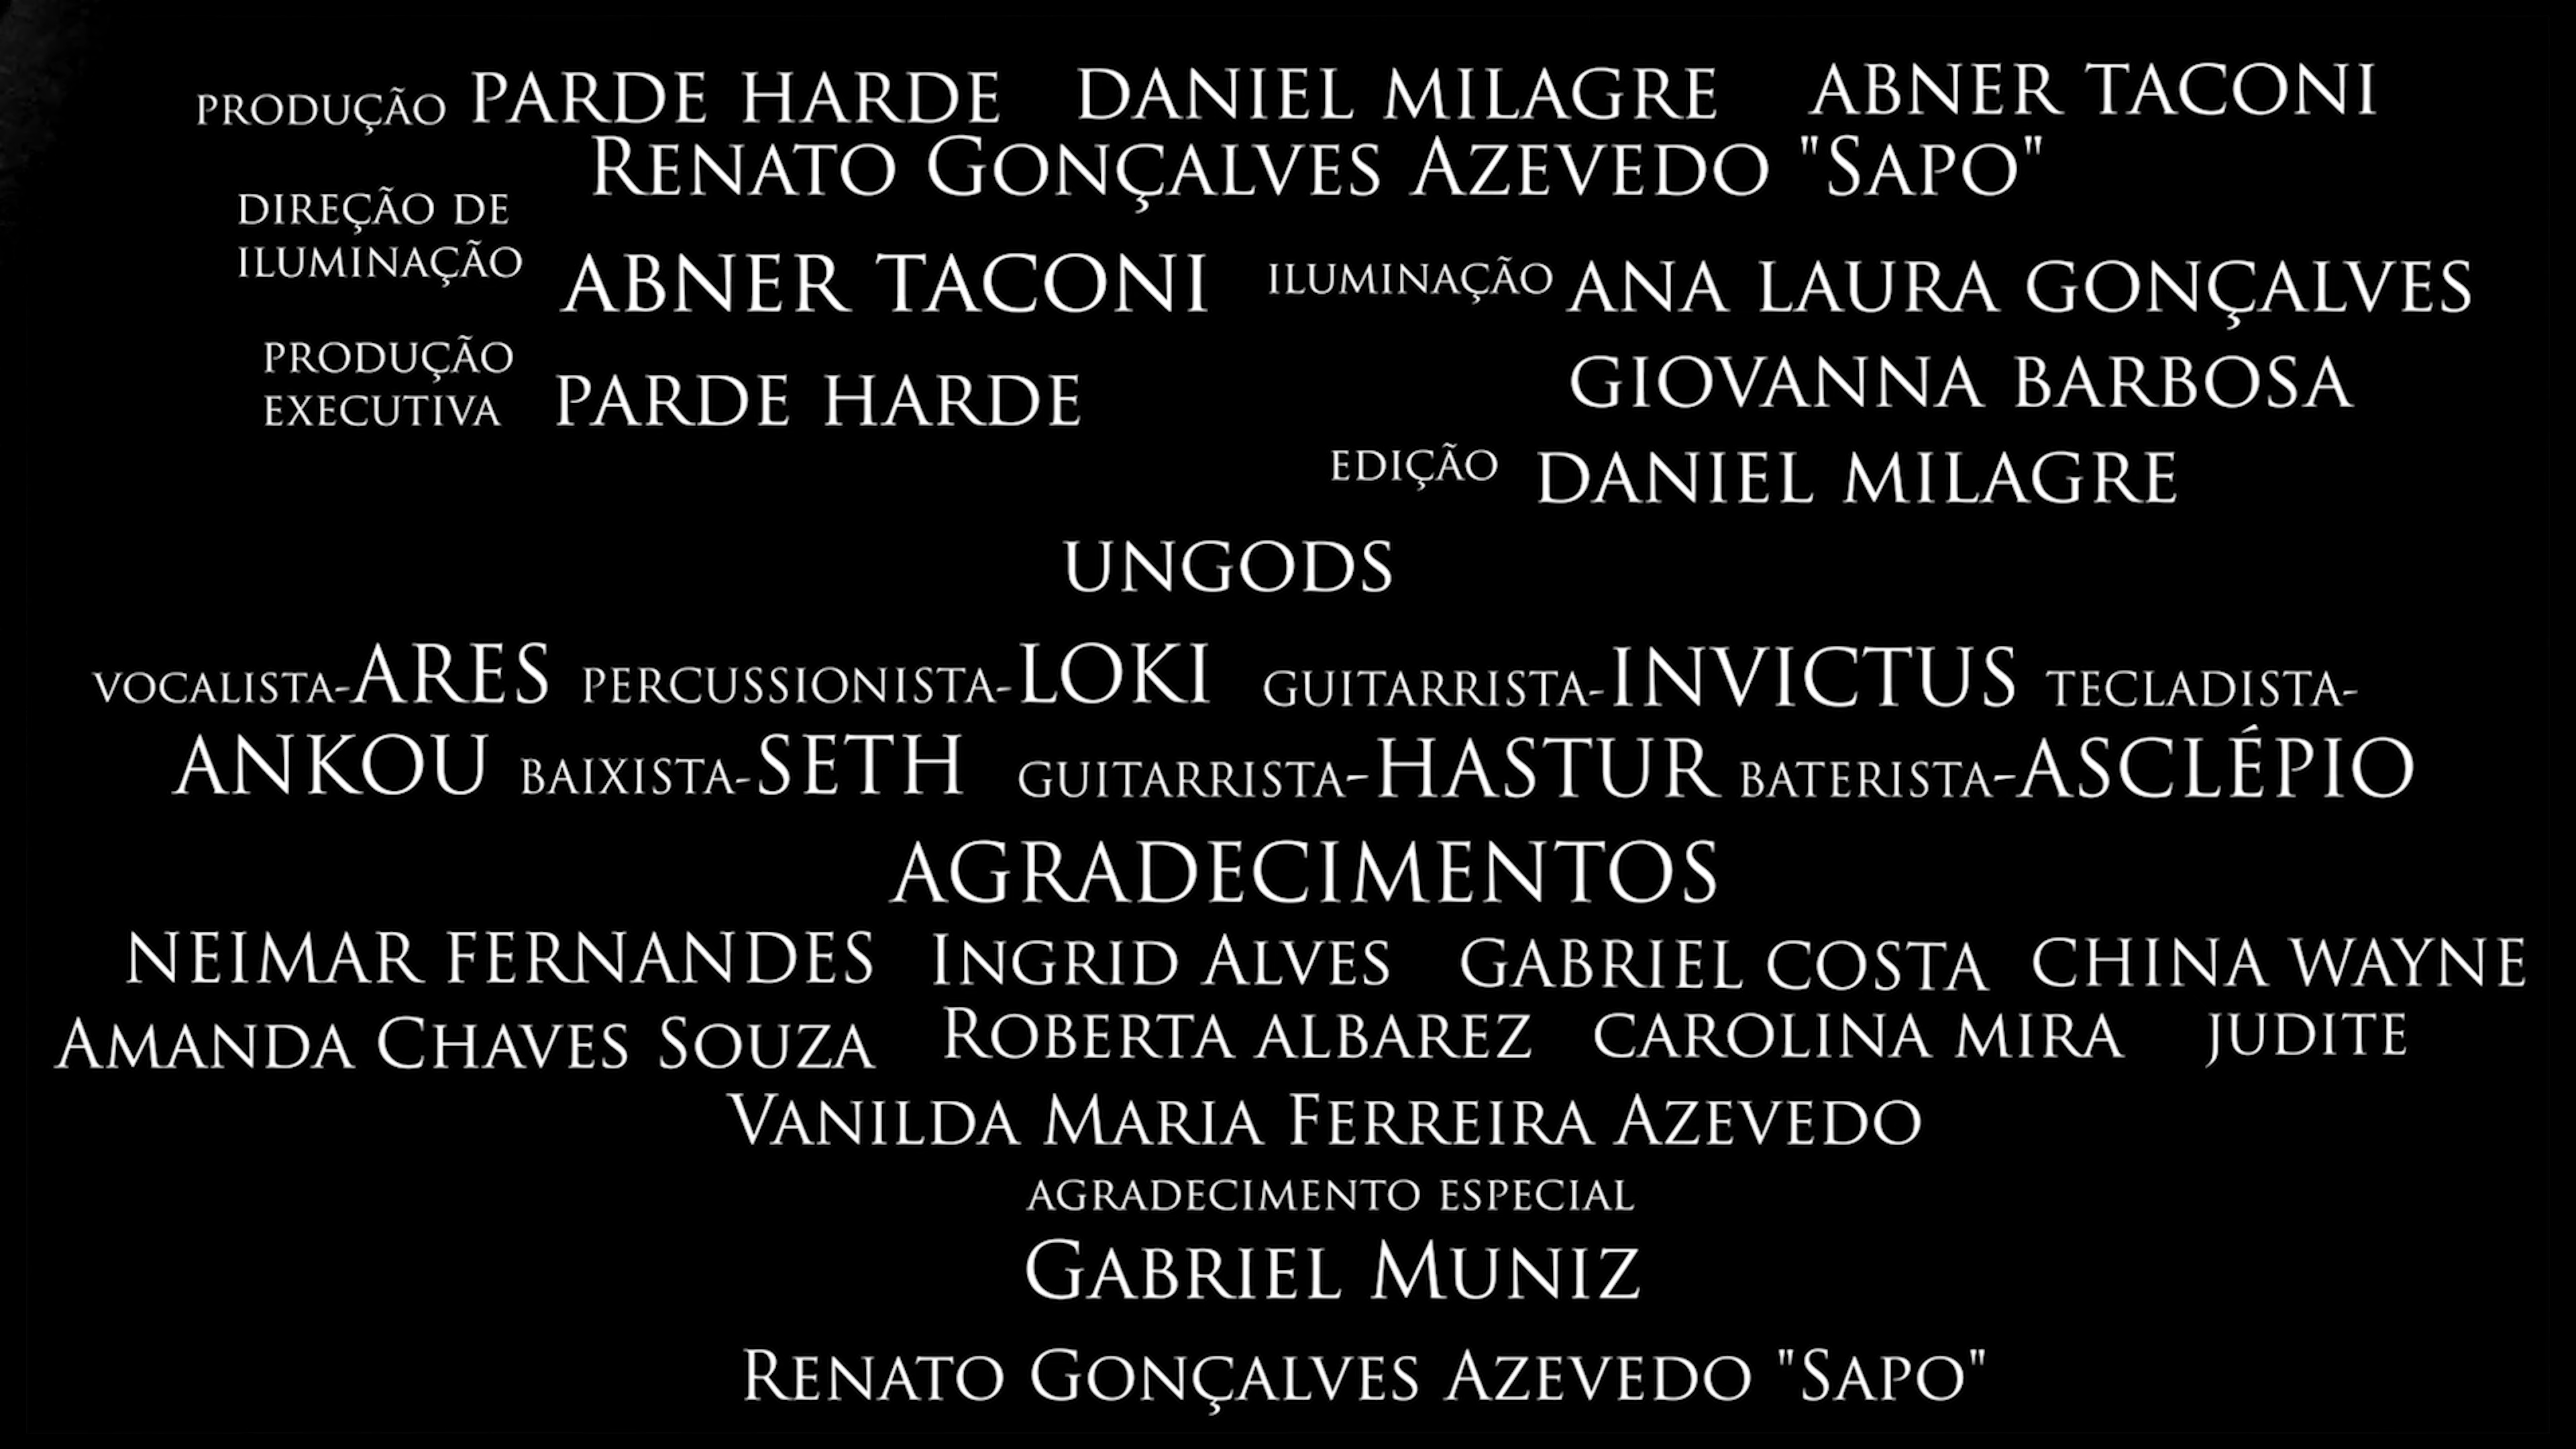 PRODUÇÃO PARDE HARDE DANIEL MILAGRE ABNER TACONI
RENATO GONÇALVES AZEVEDO "SAPO"
DIREÇÃO DE
ILUMINAÇÃO ABNER TACONI ILUMINAÇÃO ANA LAURA GONÇALVES
PRODUÇÃO
EXECUTIVA PARDE HARDE GIOVANNA BARBOSA
EDIÇÃO DANIEL MILAGRE
UNGODS
VOCALISTA-ARES PERCUSSIONISTA-LOKI GUITARRISTA-INVICTUS TECLADISTA-
ANKOU BAIXISTA-SETH GUITARRISTA-HASTUR BATERISTA-ASCLÉPIO
AGRADECIMENTOS
NEIMAR FERNANDES INGRID ALVES GABRIEL COSTA CHINA WAYNE
AMANDA CHAVES SOUZA ROBERTA ALBAREZ CAROLINA MIRA JUDITE
VANILDA MARIA FERREIRA AZEVEDO
AGRADECIMENTO ESPECIAL
GABRIEL MUNIZ
RENATO GONÇALVES AZEVEDO "SAPO"